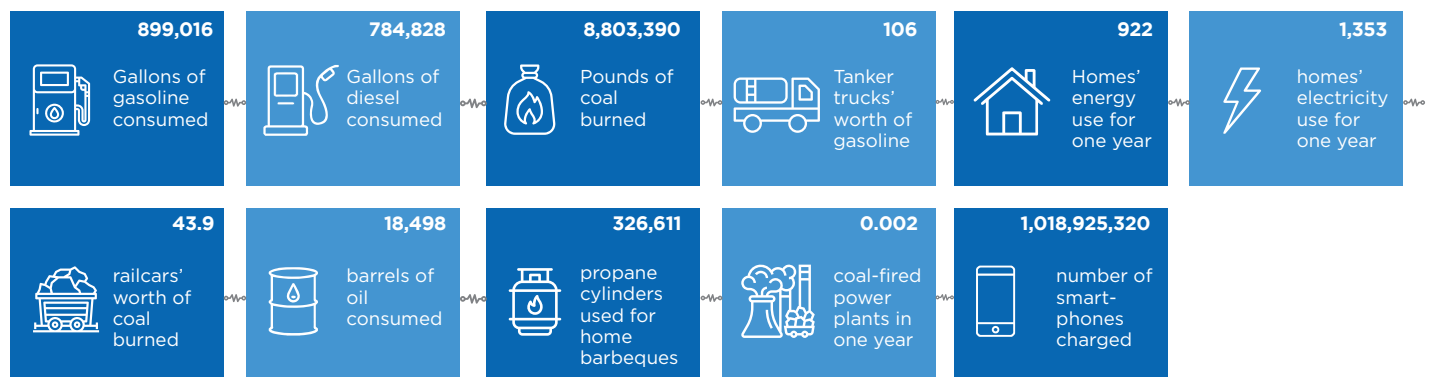 899,016
Gallons of
gasoline
consumed
784,828
Gallons of
diesel
consumed
8,803,390
Pounds of
coal
burned
106
Tanker
trucks’
worth of
gasoline
922
Homes’
energy
use for
one year
1,353
homes’
electricity
use for
one year
43.9
railcars’
worth of
coal
burned
18,498
barrels of
oil
consumed
326,611
propane
cylinders
used for
home
barbeques
0.002
coal-fired
power
plants in
one year
1,018,925,320
number of
smart-
phones
charged